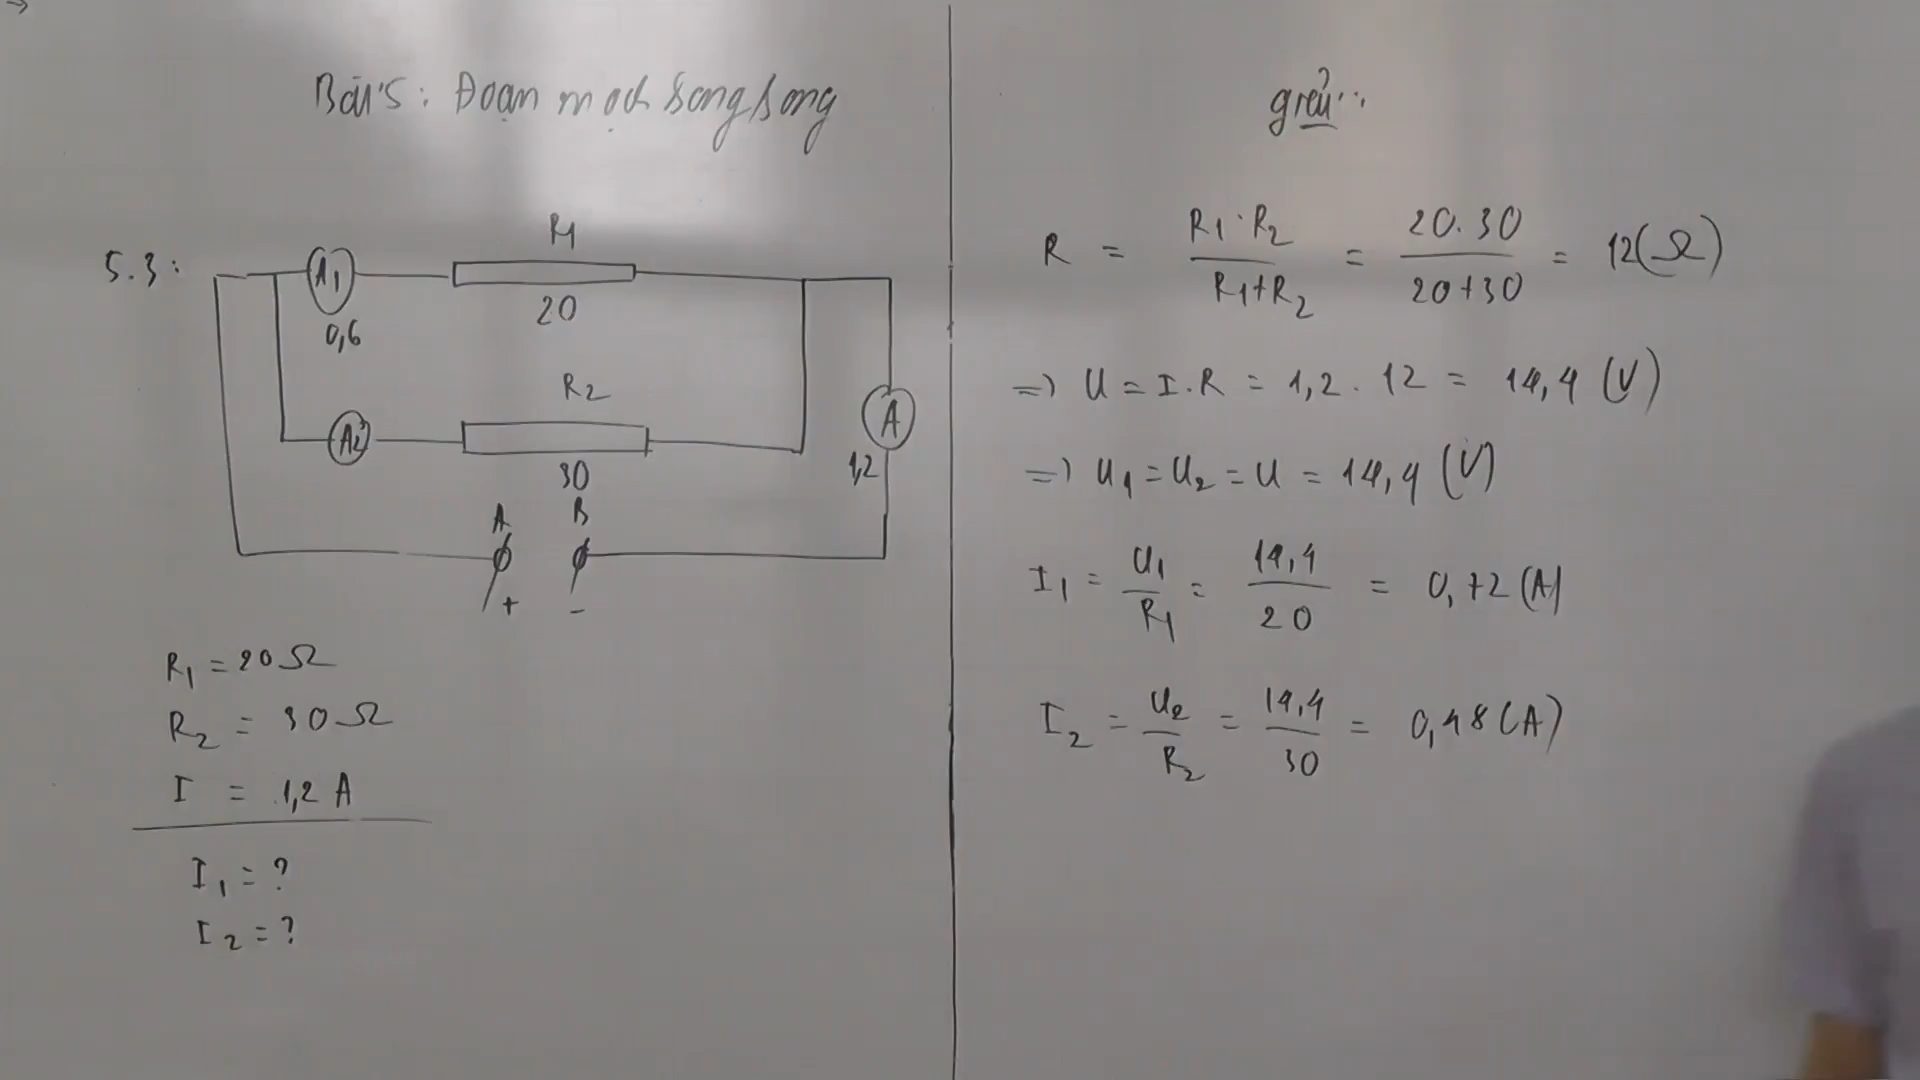 Bài 5: Đoạn mạch song song
5.3:
R1
A1
20
0,6
R2
A2
30
A
1,2
A
B
+
-
R1 = 20Ω
R2 = 30Ω
I = 1,2 A
I1 = ?
I2 = ?
giải:
R = R1.R2 / R1+R2 = 20.30 / 20+30 = 12(Ω)
=) U = I.R = 1,2 . 12 = 14,4 (V)
=) U1 = U2 = U = 14,4 (V)
I1 = U1 / R1 = 14,4 / 20 = 0,72 (A)
I2 = U2 / R2 = 14,4 / 30 = 0,48 (A)